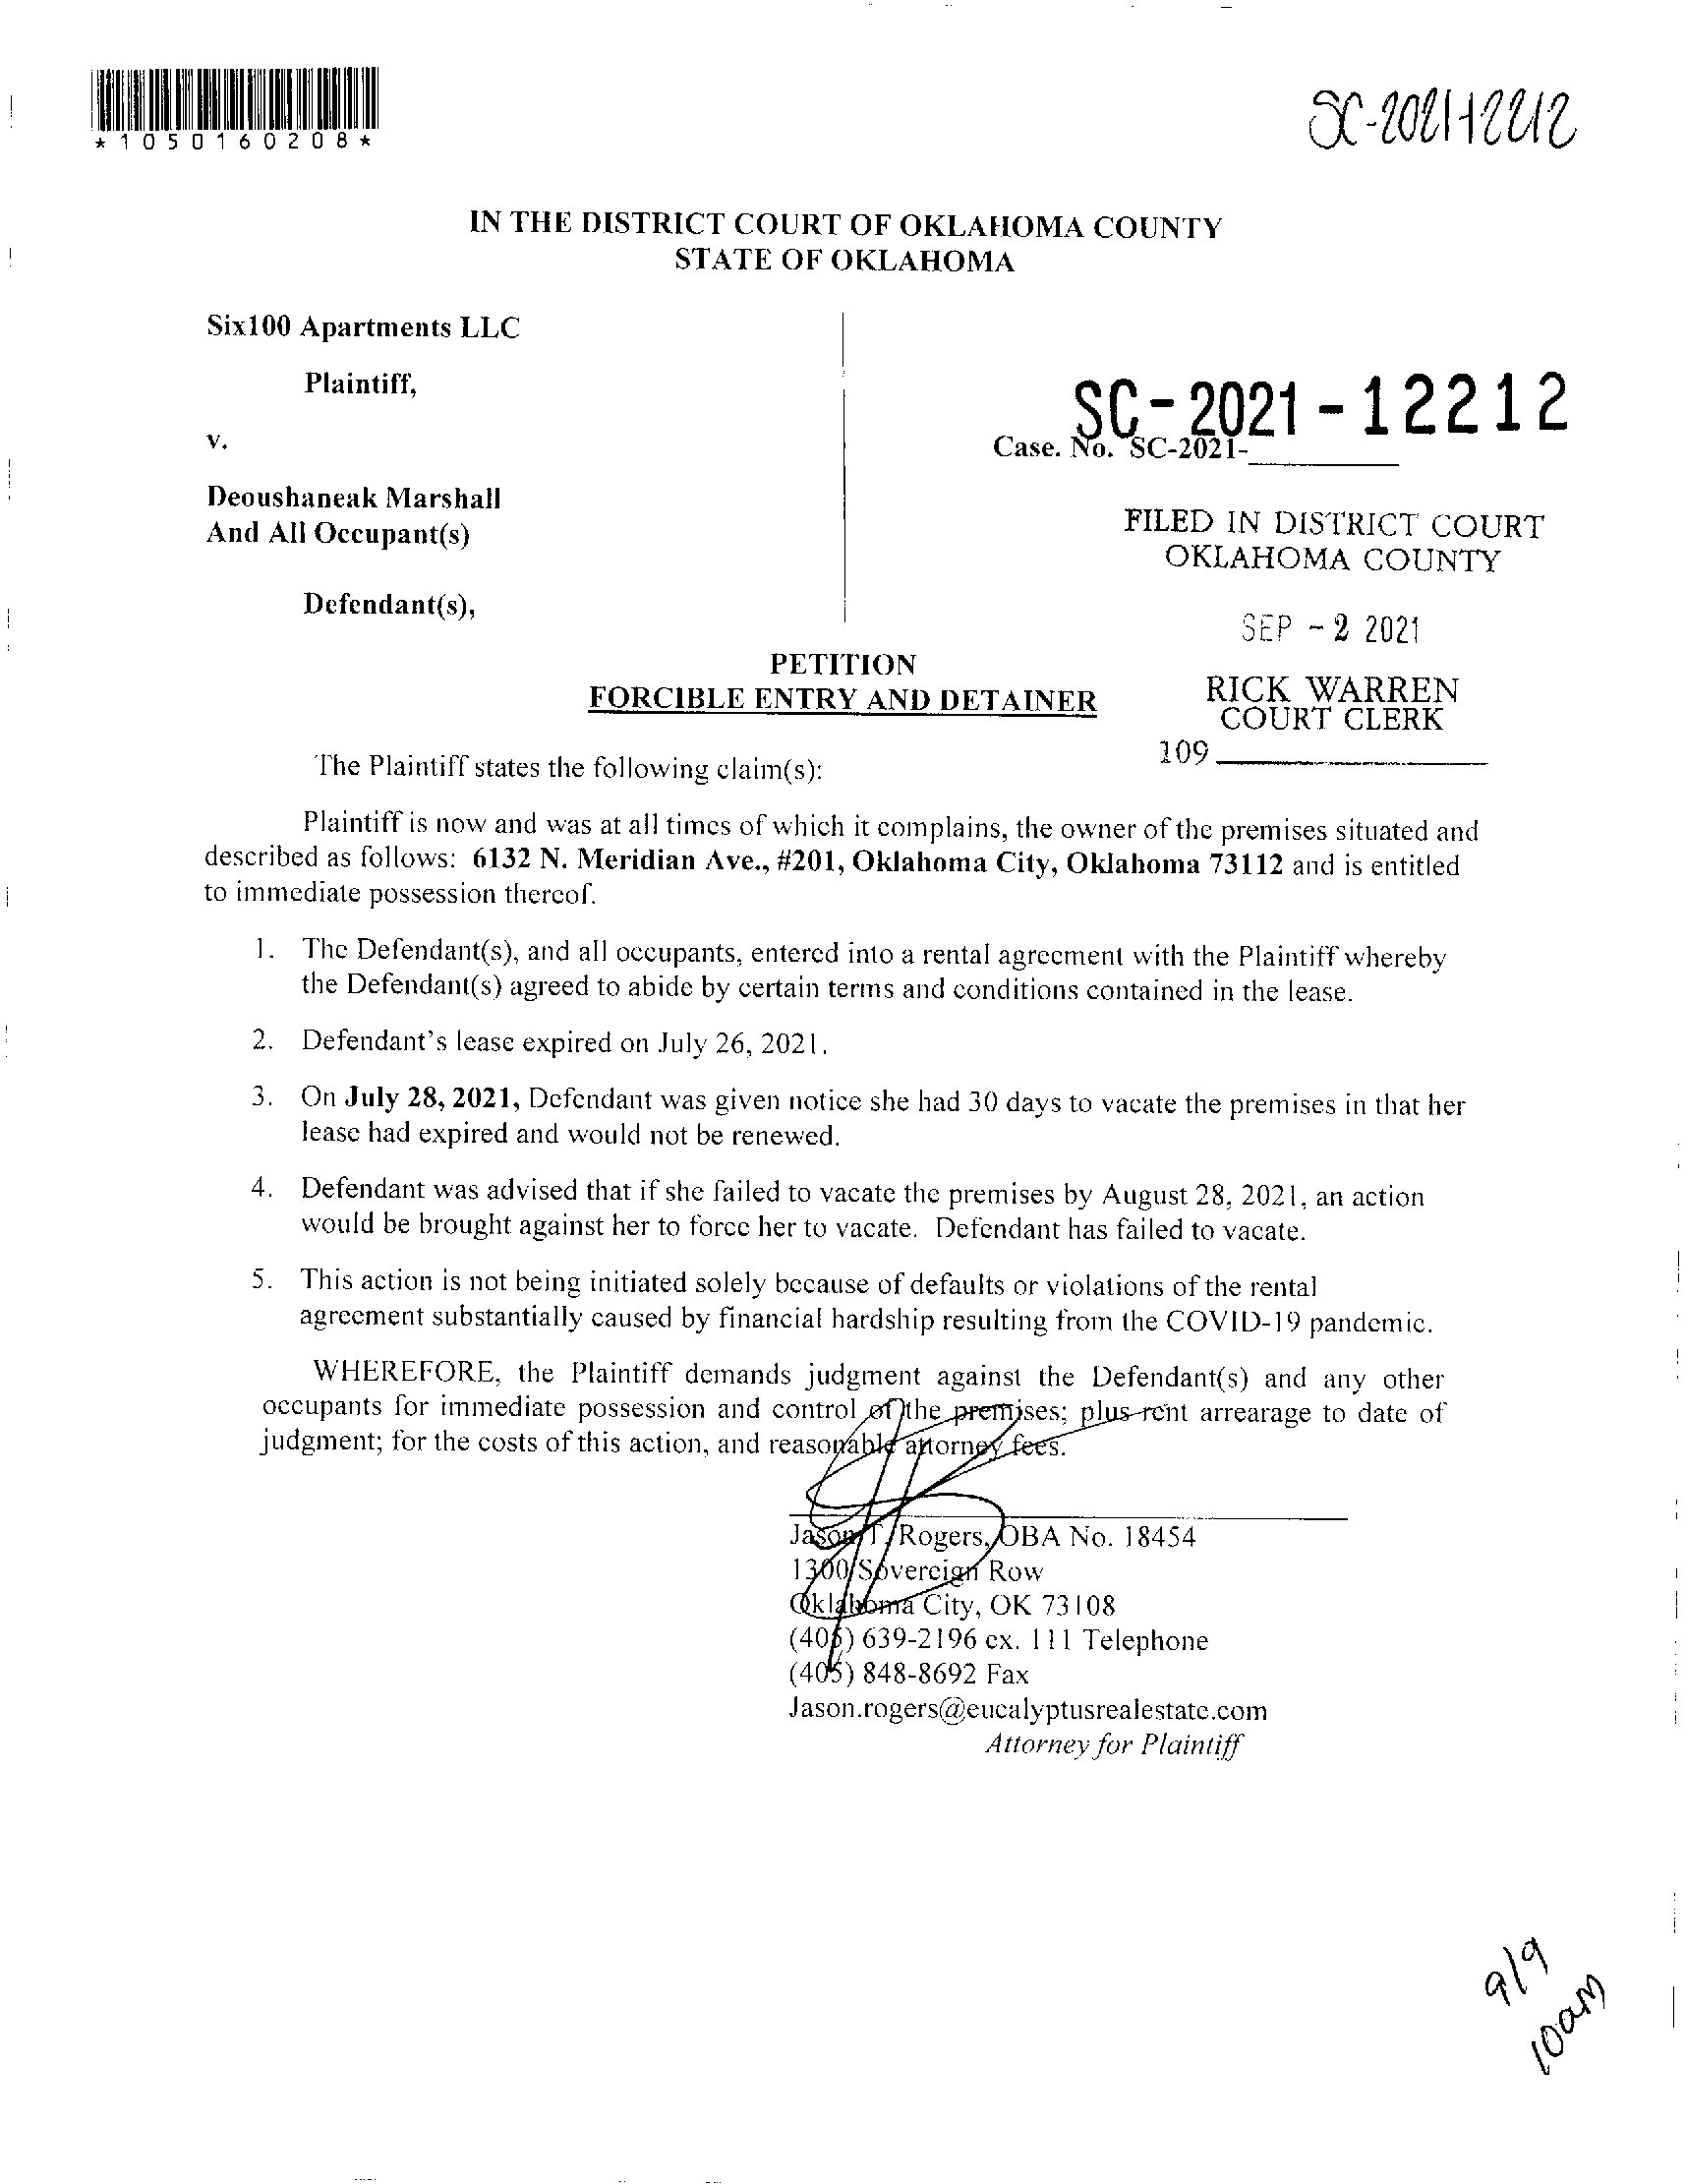 *1050160208*
SC-2021-12212
IN THE DISTRICT COURT OF OKLAHOMA COUNTY
STATE OF OKLAHOMA
Six100 Apartments LLC
Plaintiff,
v.
Deoushaneak Marshall
And All Occupant(s)
Defendant(s),
SC-2021-12212
Case. No. SC-2021-
FILED IN DISTRICT COURT
OKLAHOMA COUNTY
SEP - 2 2021
RICK WARREN
COURT CLERK
109
PETITION
FORCIBLE ENTRY AND DETAINER
The Plaintiff states the following claim(s):
Plaintiff is now and was at all times of which it complains, the owner of the premises situated and
described as follows: 6132 N. Meridian Ave., #201, Oklahoma City, Oklahoma 73112 and is entitled
to immediate possession thereof.
1. The Defendant(s), and all occupants, entered into a rental agreement with the Plaintiff whereby
the Defendant(s) agreed to abide by certain terms and conditions contained in the lease.
2. Defendant's lease expired on July 26, 2021.
3. On July 28, 2021, Defendant was given notice she had 30 days to vacate the premises in that her
lease had expired and would not be renewed.
4. Defendant was advised that if she failed to vacate the premises by August 28, 2021, an action
would be brought against her to force her to vacate. Defendant has failed to vacate.
5. This action is not being initiated solely because of defaults or violations of the rental
agreement substantially caused by financial hardship resulting from the COVID-19 pandemic.
WHEREFORE, the Plaintiff demands judgment against the Defendant(s) and any other
occupants for immediate possession and control of the premises; plus rent arrearage to date of
judgment; for the costs of this action, and reasonable attorney fees.
Jason T. Rogers, OBA No. 18454
1300 Sovereign Row
Oklahoma City, OK 73108
(405) 639-2196 ex. 111 Telephone
(405) 848-8692 Fax
Jason.rogers@eucalyptusrealestate.com
Attorney for Plaintiff
9/9
10am